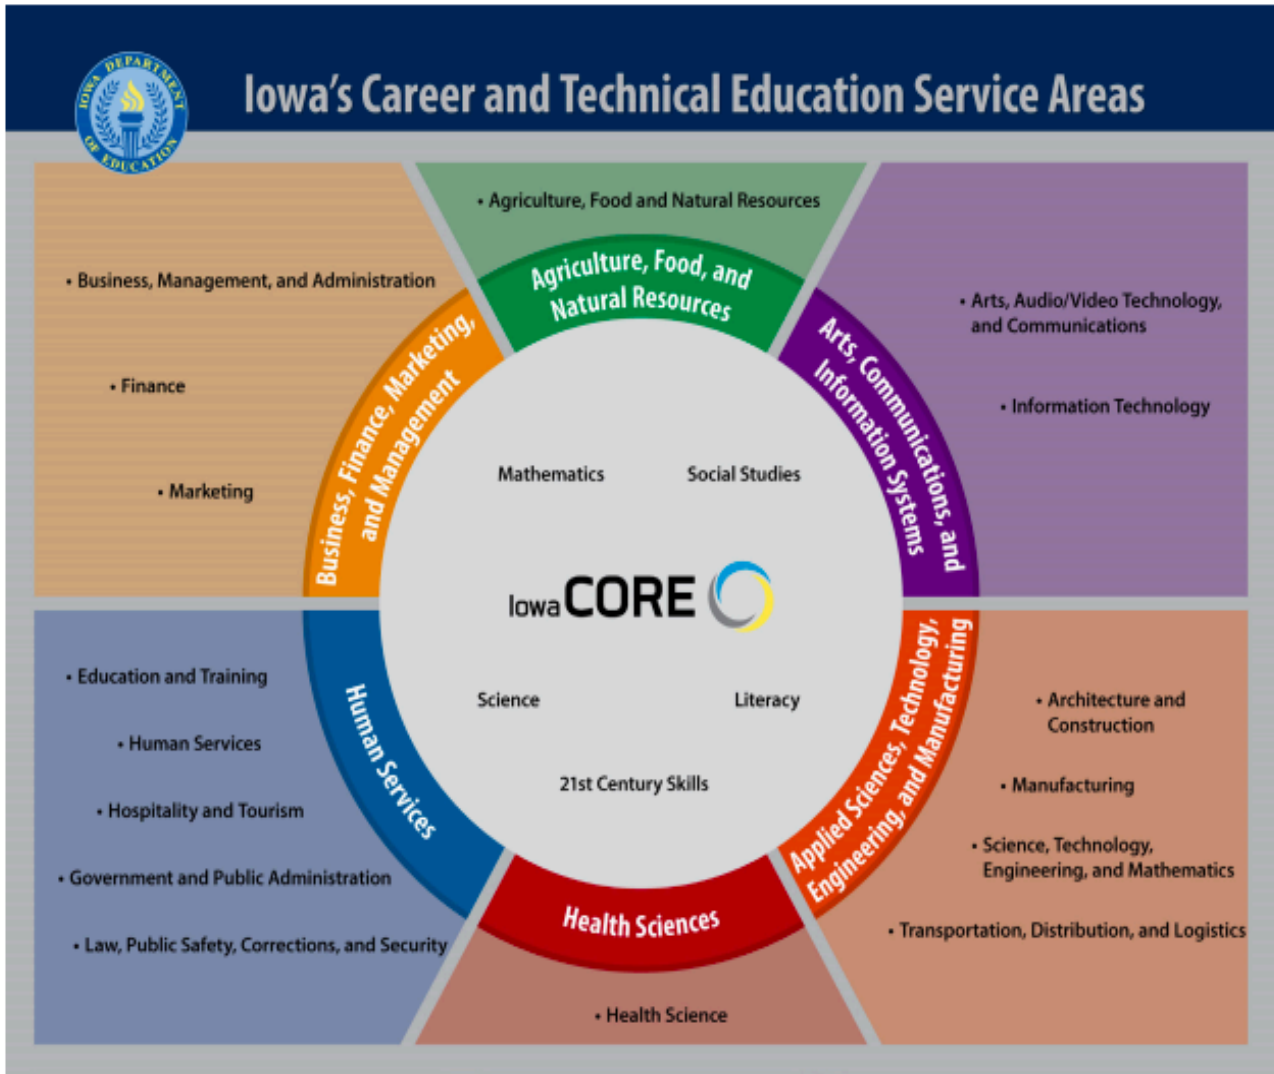 Iowa's Career and Technical Education Service Areas
IOWA DEPARTMENT
OF EDUCATION
• Business, Management, and Administration
• Finance
• Marketing
Business, Finance, Marketing,
and Management
• Agriculture, Food and Natural Resources
Agriculture, Food, and
Natural Resources
• Arts, Audio/Video Technology,
and Communications
• Information Technology
Arts, Communications, and
Information Systems
Mathematics
Social Studies
Iowa CORE
Science
Literacy
21st Century Skills
• Education and Training
• Human Services
• Hospitality and Tourism
• Government and Public Administration
• Law, Public Safety, Corrections, and Security
Human Services
Health Sciences
• Health Science
Applied Sciences, Technology,
Engineering, and Manufacturing
• Architecture and
Construction
• Manufacturing
• Science, Technology,
Engineering, and Mathematics
• Transportation, Distribution, and Logistics